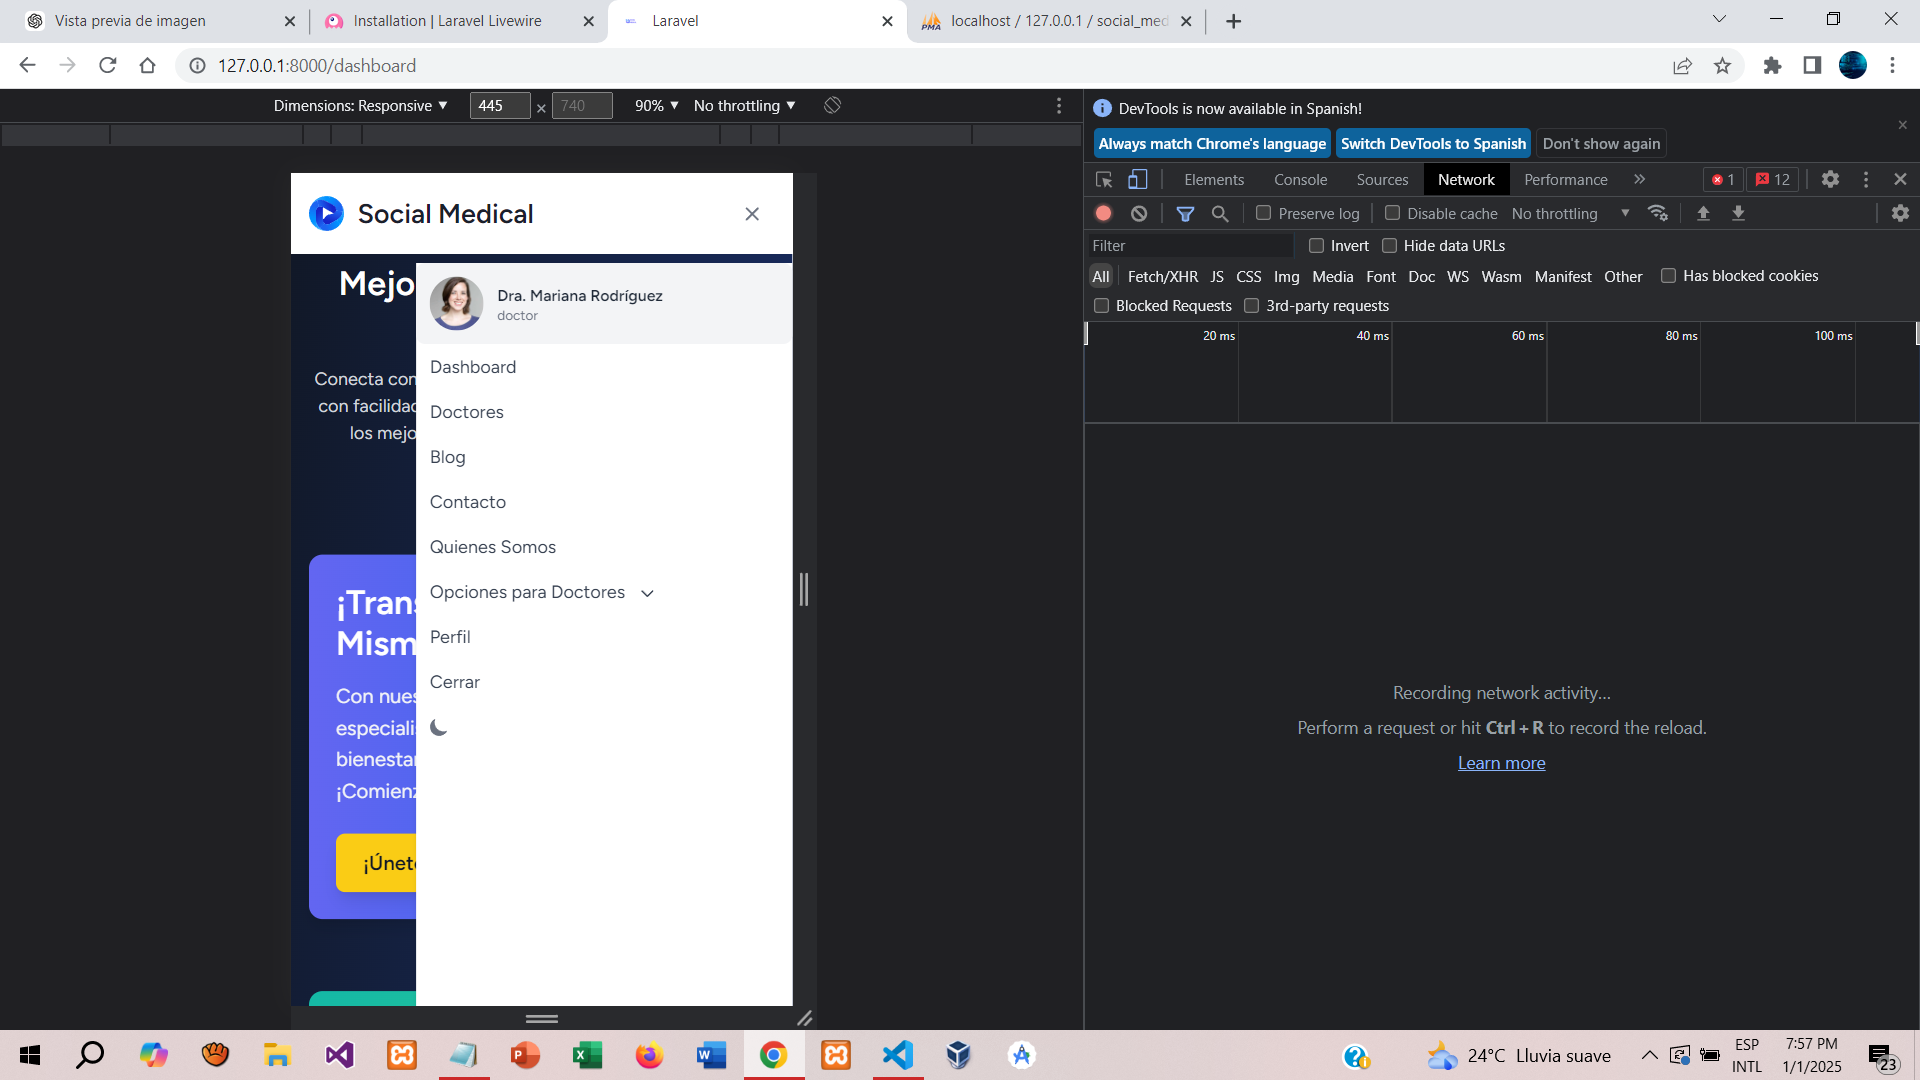 Vista previa de imagen
Installation | Laravel Livewire
Laravel
PMA
localhost / 127.0.0.1 / social_med
127.0.0.1:8000/dashboard
Dimensions: Responsive 445 × 740 90% No throttling
DevTools is now available in Spanish!
Always match Chrome's language
Switch DevTools to Spanish
Don't show again
Elements Console Sources Network Performance » 1 12
Preserve log Disable cache No throttling
Filter Invert Hide data URLs
All Fetch/XHR JS CSS Img Media Font Doc WS Wasm Manifest Other Has blocked cookies
Blocked Requests 3rd-party requests
20 ms 40 ms 60 ms 80 ms 100 ms
Recording network activity…
Perform a request or hit Ctrl + R to record the reload.
Learn more
Social Medical
Mejo
Conecta con
con facilidad
los mejo
¡Trans
Mism
Con nues
especialis
bienestar
¡Comienz
¡Únete
Dra. Mariana Rodríguez
doctor
Dashboard
Doctores
Blog
Contacto
Quienes Somos
Opciones para Doctores
Perfil
Cerrar
24°C Lluvia suave
ESP
INTL
7:57 PM
1/1/2025
23